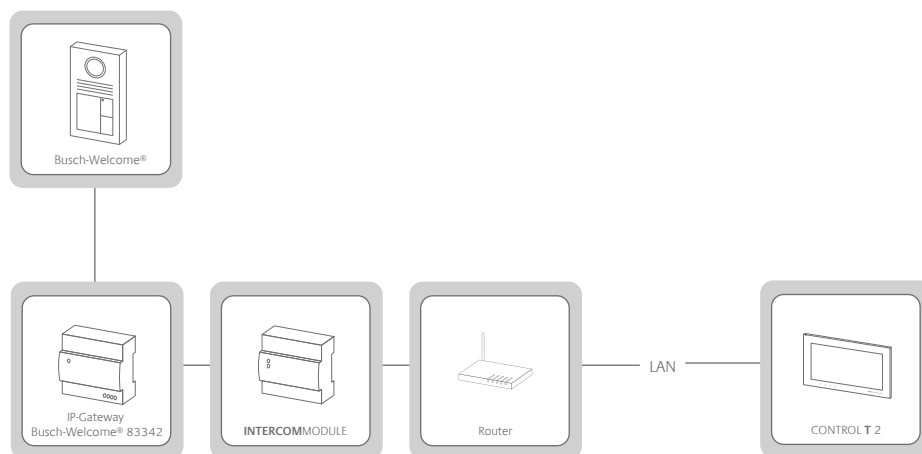 Busch-Welcome®
IP-Gateway
Busch-Welcome® 83342
INTERCOMMODULE
Router
LAN
CONTROL T 2